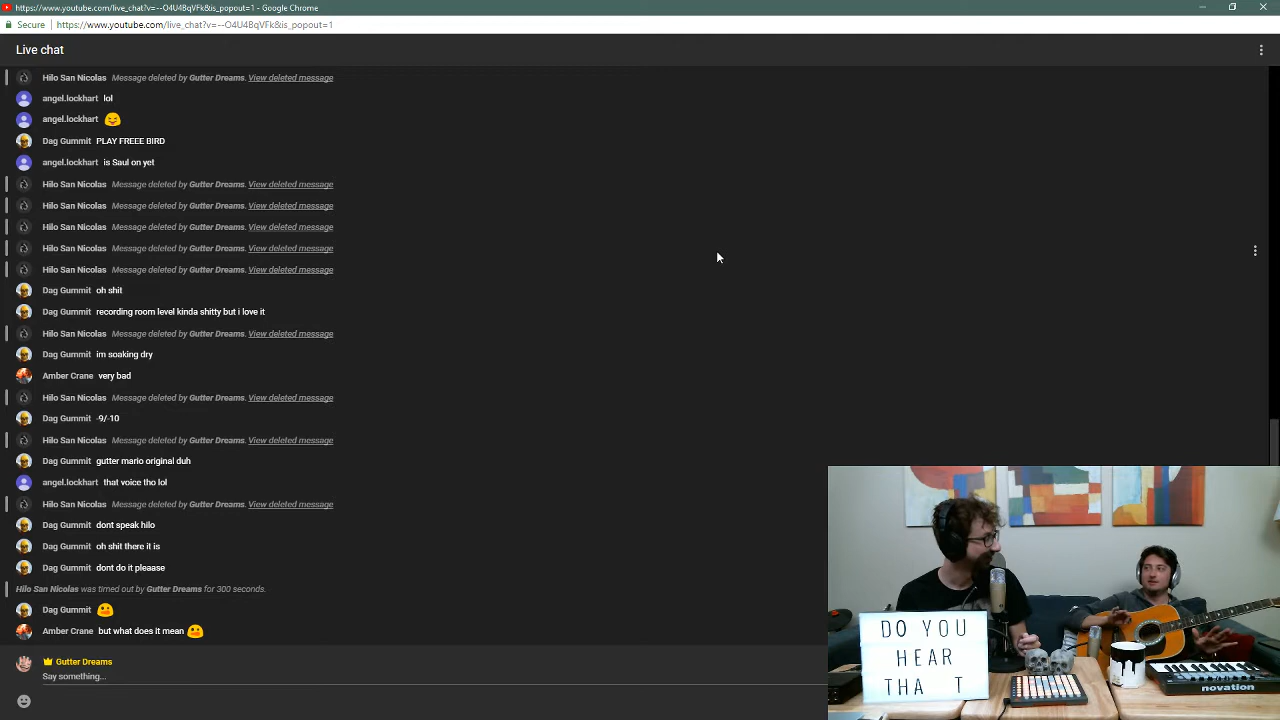 https://www.youtube.com/live_chat?v=--O4U4BqVFk&is_popout=1 - Google Chrome
Secure https://www.youtube.com/live_chat?v=--O4U4BqVFk&is_popout=1
Live chat
Hilo San Nicolas Message deleted by Gutter Dreams. View deleted message
angel.lockhart lol
angel.lockhart 😝
Dag Gummit PLAY FREEE BIRD
angel.lockhart is Saul on yet
Hilo San Nicolas Message deleted by Gutter Dreams. View deleted message
Hilo San Nicolas Message deleted by Gutter Dreams. View deleted message
Hilo San Nicolas Message deleted by Gutter Dreams. View deleted message
Hilo San Nicolas Message deleted by Gutter Dreams. View deleted message
Hilo San Nicolas Message deleted by Gutter Dreams. View deleted message
Dag Gummit oh shit
Dag Gummit recording room level kinda shitty but i love it
Hilo San Nicolas Message deleted by Gutter Dreams. View deleted message
Dag Gummit im soaking dry
Amber Crane very bad
Hilo San Nicolas Message deleted by Gutter Dreams. View deleted message
Dag Gummit -9/-10
Hilo San Nicolas Message deleted by Gutter Dreams. View deleted message
Dag Gummit gutter mario original duh
angel.lockhart that voice tho lol
Hilo San Nicolas Message deleted by Gutter Dreams. View deleted message
Dag Gummit dont speak hilo
Dag Gummit oh shit there it is
Dag Gummit dont do it pleaase
Hilo San Nicolas was timed out by Gutter Dreams for 300 seconds.
Dag Gummit
Amber Crane but what does it mean
Gutter Dreams
Say something...
DO YOU
HEAR
THA T
novation